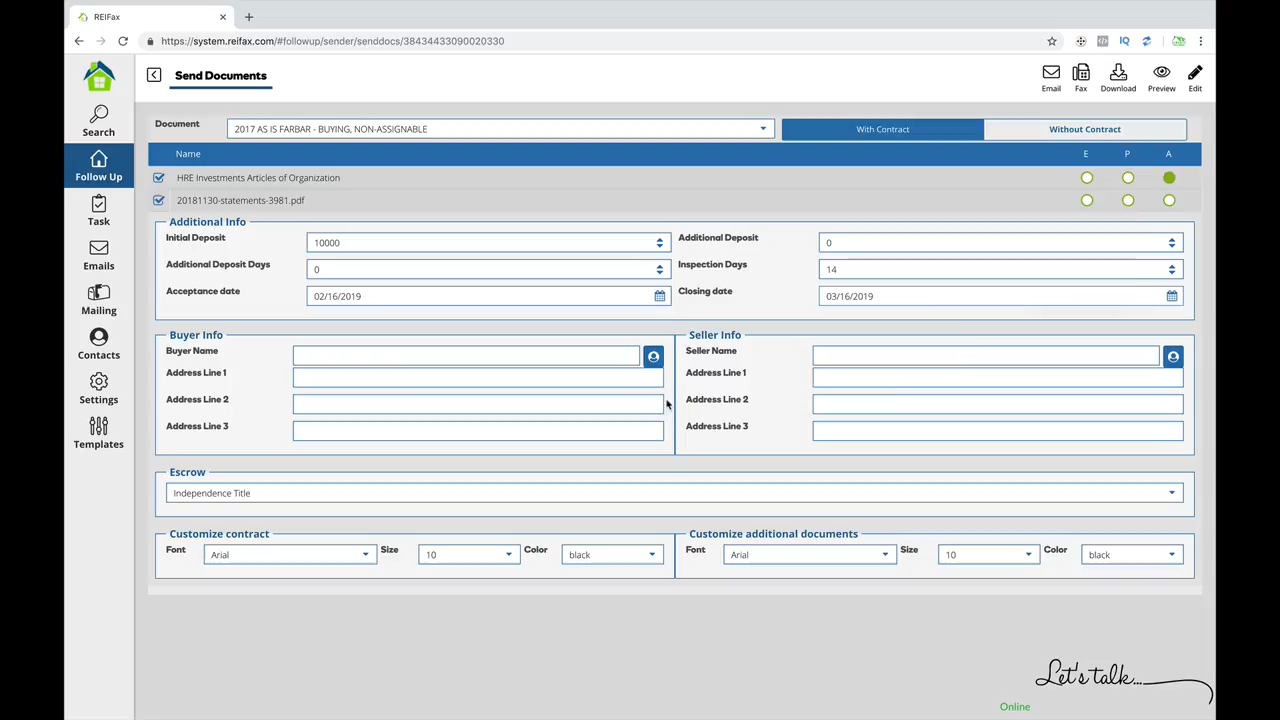 REIFax
https://system.reifax.com/#followup/sender/senddocs/38434433090020330
IQ
Send Documents
Email Fax Download Preview Edit
Search
Follow Up
Task
Emails
Mailing
Contacts
Settings
Templates
Document 2017 AS IS FARBAR - BUYING, NON-ASSIGNABLE With Contract Without Contract
Name E P A
HRE Investments Articles of Organization
20181130-statements-3981.pdf
Additional Info
Initial Deposit 10000 Additional Deposit 0
Additional Deposit Days 0 Inspection Days 14
Acceptance date 02/16/2019 Closing date 03/16/2019
Buyer Info Seller Info
Buyer Name Seller Name
Address Line 1 Address Line 1
Address Line 2 Address Line 2
Address Line 3 Address Line 3
Escrow
Independence Title
Customize contract Customize additional documents
Font Arial Size 10 Color black Font Arial Size 10 Color black
Let's talk...
Online